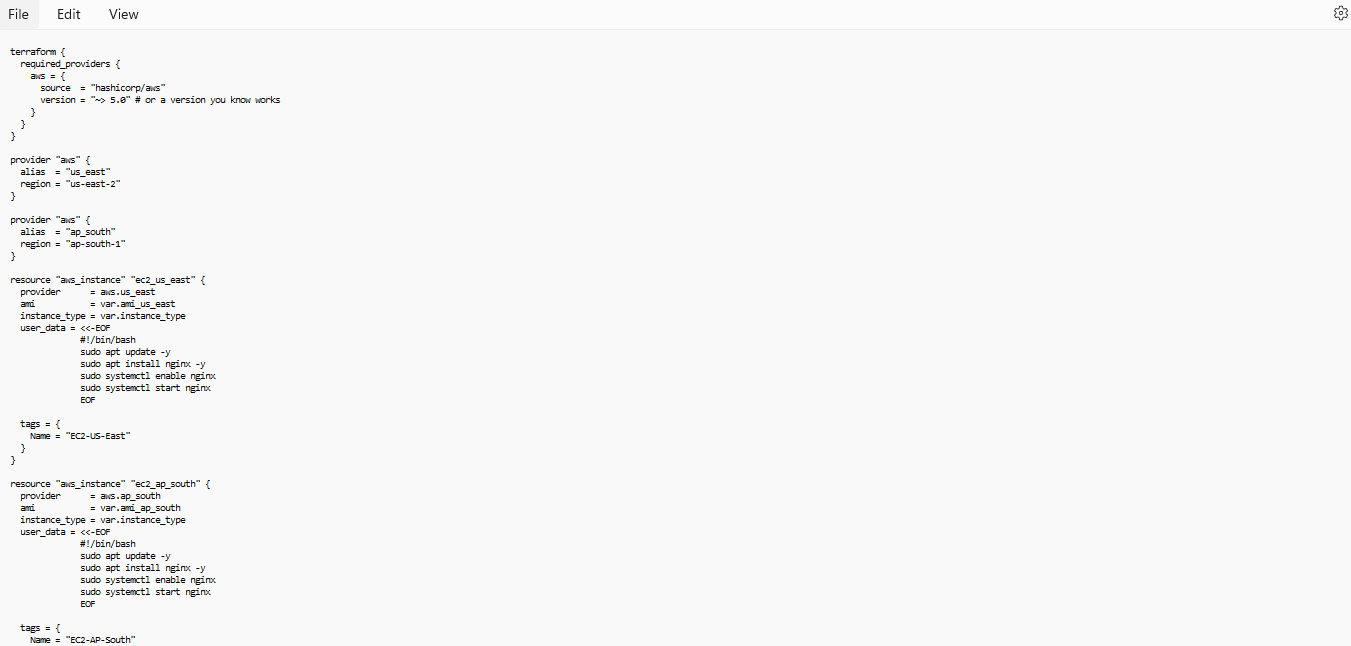 File Edit View
terraform {
  required_providers {
    aws = {
      source  = "hashicorp/aws"
      version = "~> 5.0" # or a version you know works
    }
  }
}
provider "aws" {
  alias  = "us_east"
  region = "us-east-2"
}
provider "aws" {
  alias  = "ap_south"
  region = "ap-south-1"
}
resource "aws_instance" "ec2_us_east" {
  provider      = aws.us_east
  ami           = var.ami_us_east
  instance_type = var.instance_type
  user_data = <<-EOF
              #!/bin/bash
              sudo apt update -y
              sudo apt install nginx -y
              sudo systemctl enable nginx
              sudo systemctl start nginx
              EOF
  tags = {
    Name = "EC2-US-East"
  }
}
resource "aws_instance" "ec2_ap_south" {
  provider      = aws.ap_south
  ami           = var.ami_ap_south
  instance_type = var.instance_type
  user_data = <<-EOF
              #!/bin/bash
              sudo apt update -y
              sudo apt install nginx -y
              sudo systemctl enable nginx
              sudo systemctl start nginx
              EOF
  tags = {
    Name = "EC2-AP-South"